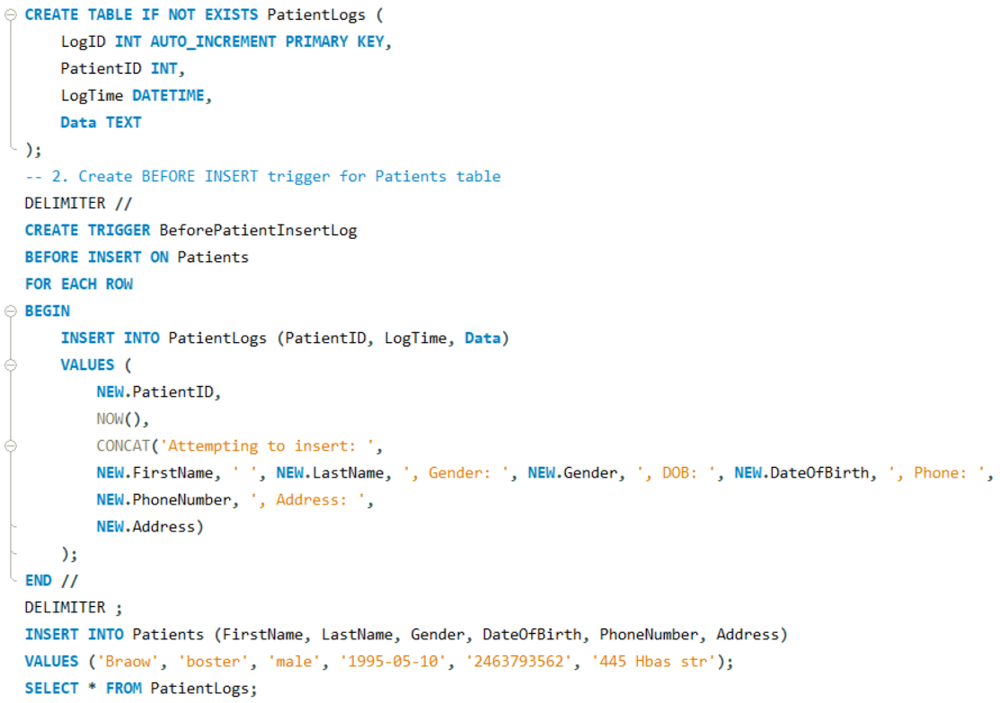 CREATE TABLE IF NOT EXISTS PatientLogs (
    LogID INT AUTO_INCREMENT PRIMARY KEY,
    PatientID INT,
    LogTime DATETIME,
    Data TEXT
);
-- 2. Create BEFORE INSERT trigger for Patients table
DELIMITER //
CREATE TRIGGER BeforePatientInsertLog
BEFORE INSERT ON Patients
FOR EACH ROW
BEGIN
    INSERT INTO PatientLogs (PatientID, LogTime, Data)
    VALUES (
        NEW.PatientID,
        NOW(),
        CONCAT('Attempting to insert: ',
        NEW.FirstName, ' ', NEW.LastName, ', Gender: ', NEW.Gender, ', DOB: ', NEW.DateOfBirth, ', Phone: ',
        NEW.PhoneNumber, ', Address: ',
        NEW.Address)
    );
END //
DELIMITER ;
INSERT INTO Patients (FirstName, LastName, Gender, DateOfBirth, PhoneNumber, Address)
VALUES ('Braow', 'boster', 'male', '1995-05-10', '2463793562', '445 Hbas str');
SELECT * FROM PatientLogs;